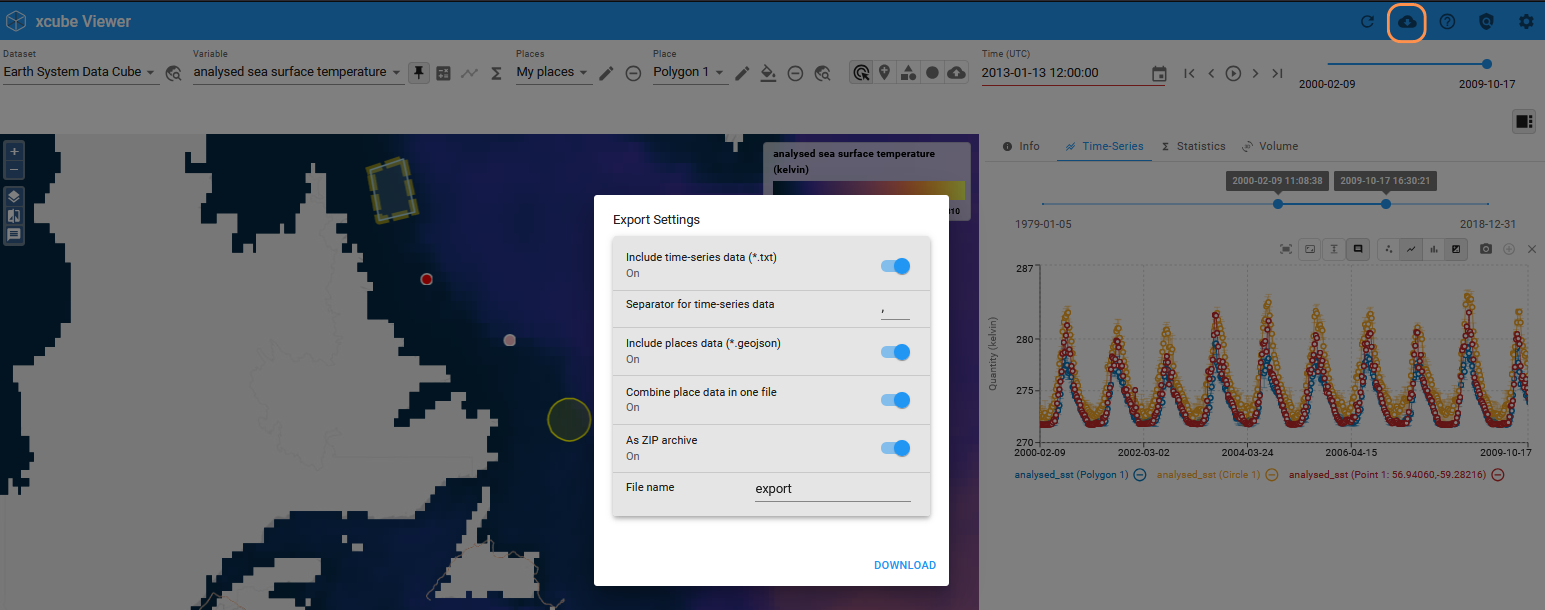 xcube Viewer
Dataset
Earth System Data Cube
Variable
analysed sea surface temperature
Places
My places
Place
Polygon 1
Time (UTC)
2013-01-13 12:00:00
2000-02-09
2009-10-17
Info
Time-Series
Statistics
Volume
analysed sea surface temperature
(kelvin)
2000-02-09 11:08:38
2009-10-17 16:30:21
1979-01-05
2018-12-31
Export Settings
Include time-series data (*.txt)
On
Separator for time-series data
,
Include places data (*.geojson)
On
Combine place data in one file
On
As ZIP archive
On
File name
export
DOWNLOAD
Quantity (kelvin)
287
280
275
270
2000-02-09
2002-03-02
2004-03-24
2006-04-15
2009-10-17
analysed_sst (Polygon 1)
analysed_sst (Circle 1)
analysed_sst (Point 1: 56.94060,-59.28216)